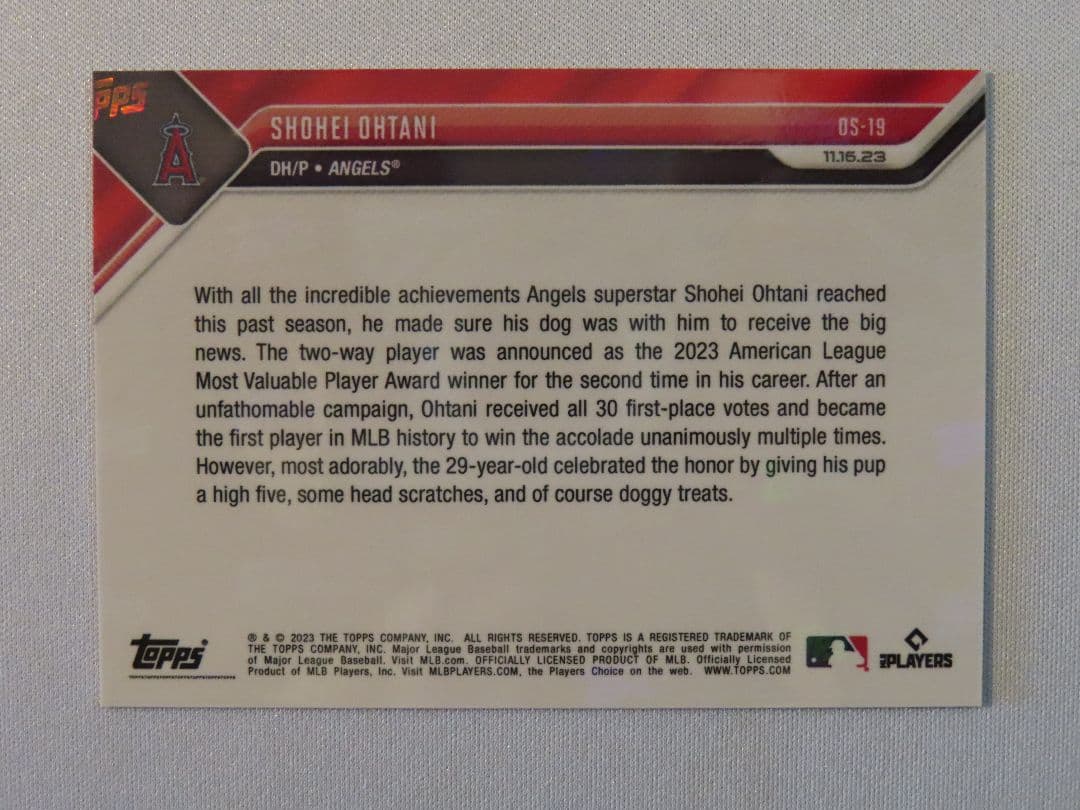 PPS
A
SHOHEI OHTANI
OS-19
DH/P • ANGELS®
11.16.23
With all the incredible achievements Angels superstar Shohei Ohtani reached
this past season, he made sure his dog was with him to receive the big
news. The two-way player was announced as the 2023 American League
Most Valuable Player Award winner for the second time in his career. After an
unfathomable campaign, Ohtani received all 30 first-place votes and became
the first player in MLB history to win the accolade unanimously multiple times.
However, most adorably, the 29-year-old celebrated the honor by giving his pup
a high five, some head scratches, and of course doggy treats.
Topps
® & © 2023 THE TOPPS COMPANY, INC. ALL RIGHTS RESERVED. TOPPS IS A REGISTERED TRADEMARK OF
THE TOPPS COMPANY, INC. Major League Baseball trademarks and copyrights are used with permission
of Major League Baseball. Visit MLB.com. OFFICIALLY LICENSED PRODUCT OF MLB. Officially Licensed
Product of MLB Players, Inc. Visit MLBPLAYERS.COM, the Players Choice on the web. WWW.TOPPS.COM
PLAYERS